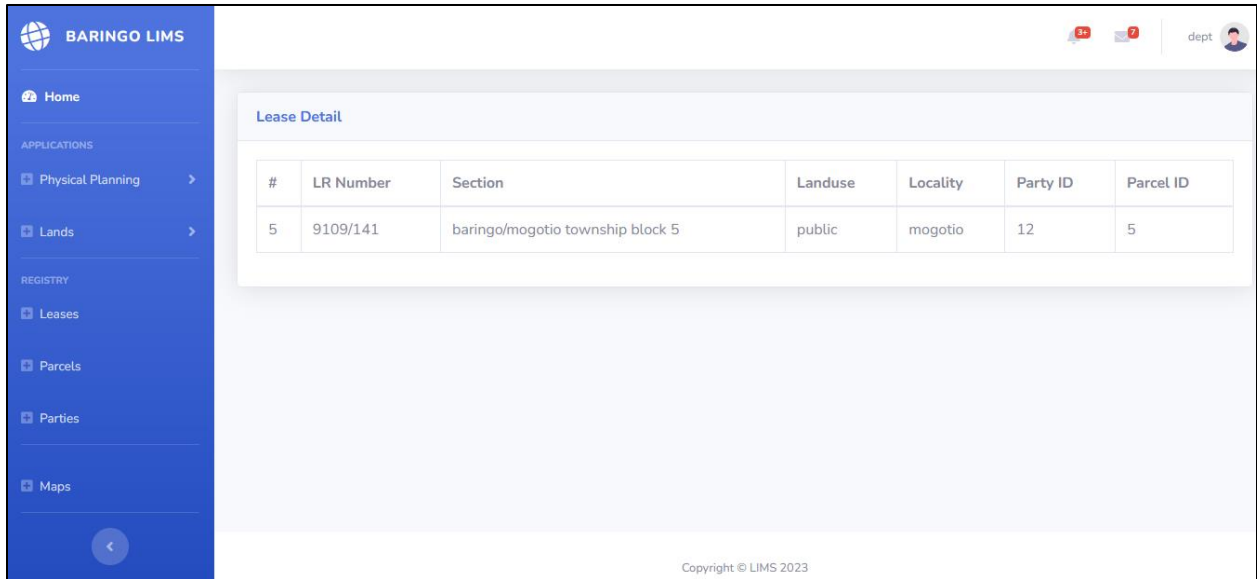 BARINGO LIMS
3+
7
dept
Home
APPLICATIONS
Physical Planning
Lands
REGISTRY
Leases
Parcels
Parties
Maps
Lease Detail
# LR Number Section Landuse Locality Party ID Parcel ID
5 9109/141 baringo/mogotio township block 5 public mogotio 12 5
Copyright © LIMS 2023